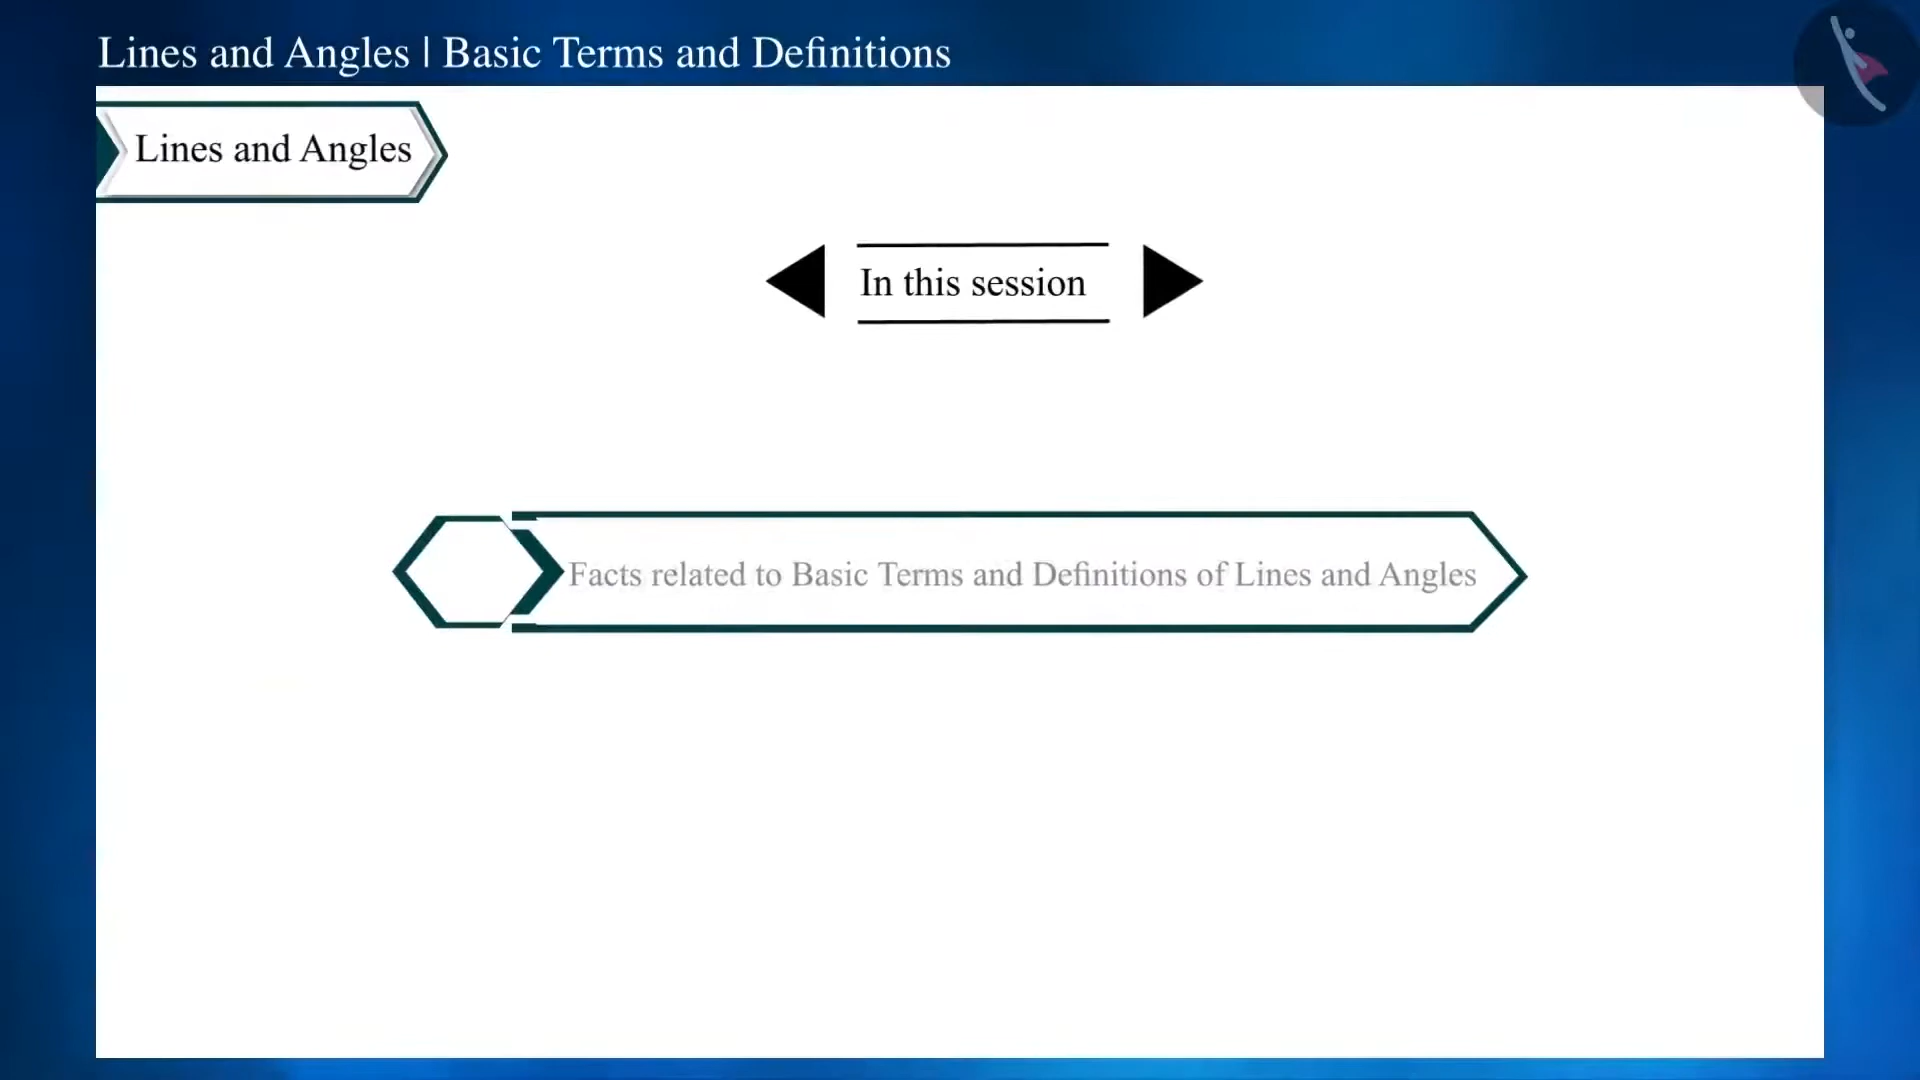 Lines and Angles | Basic Terms and Definitions
Lines and Angles
In this session
Facts related to Basic Terms and Definitions of Lines and Angles